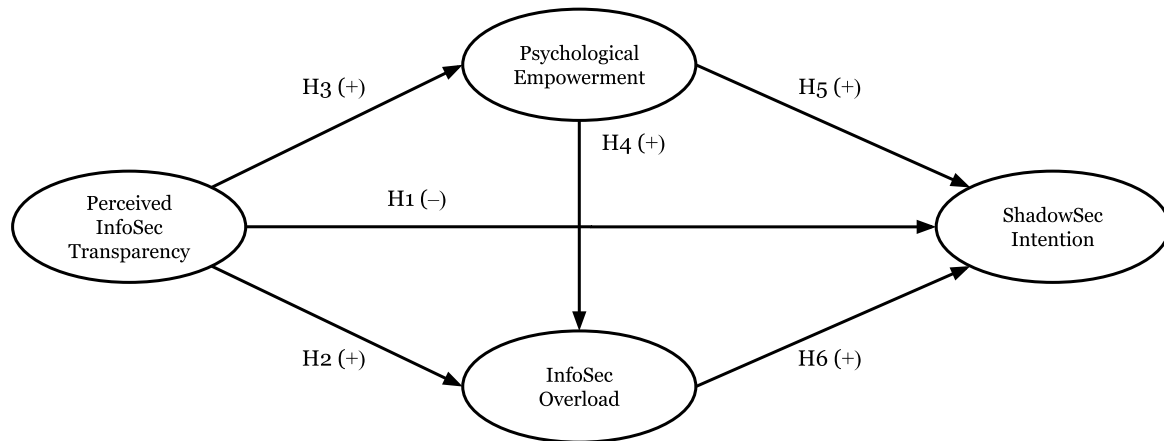 Psychological
Empowerment
H3 (+)
H5 (+)
H4 (+)
Perceived
InfoSec
Transparency
H1 (–)
ShadowSec
Intention
H2 (+)
H6 (+)
InfoSec
Overload